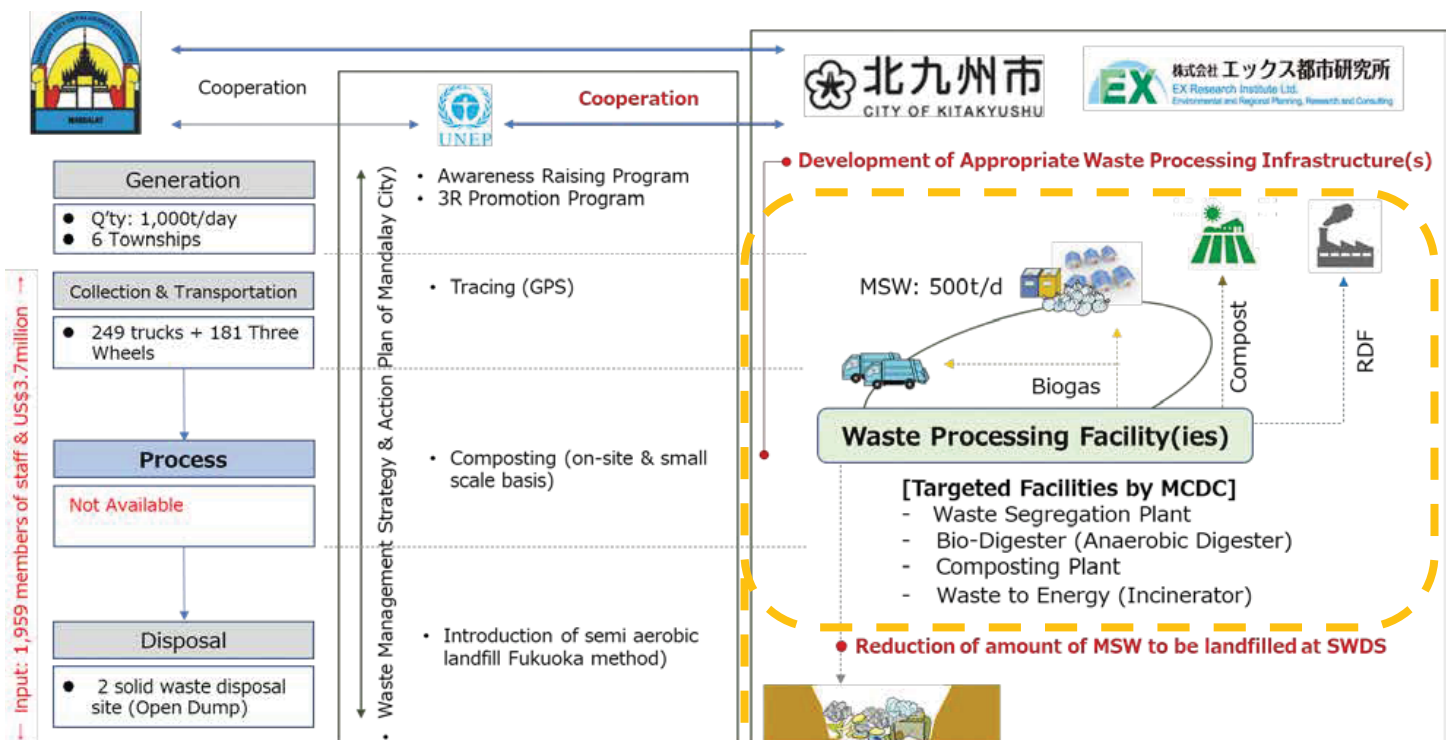 MANDALAY
Cooperation
UNEP
Cooperation
北九州市
CITY OF KITAKYUSHU
EX
株式会社 エックス都市研究所
EX Research Institute Ltd.
Environmental and Regional Planning, Research and Consulting
Generation
● Q'ty: 1,000t/day
● 6 Townships
Collection & Transportation
● 249 trucks + 181 Three
Wheels
Process
Not Available
Disposal
● 2 solid waste disposal
site (Open Dump)
Input: 1,959 members of staff & US$3.7million
• Waste Management Strategy & Action Plan of Mandalay City)
• Awareness Raising Program
• 3R Promotion Program
• Tracing (GPS)
• Composting (on-site & small
scale basis)
• Introduction of semi aerobic
landfill Fukuoka method)
Development of Appropriate Waste Processing Infrastructure(s)
MSW: 500t/d
Biogas
Compost
RDF
Waste Processing Facility(ies)
[Targeted Facilities by MCDC]
- Waste Segregation Plant
- Bio-Digester (Anaerobic Digester)
- Composting Plant
- Waste to Energy (Incinerator)
Reduction of amount of MSW to be landfilled at SWDS